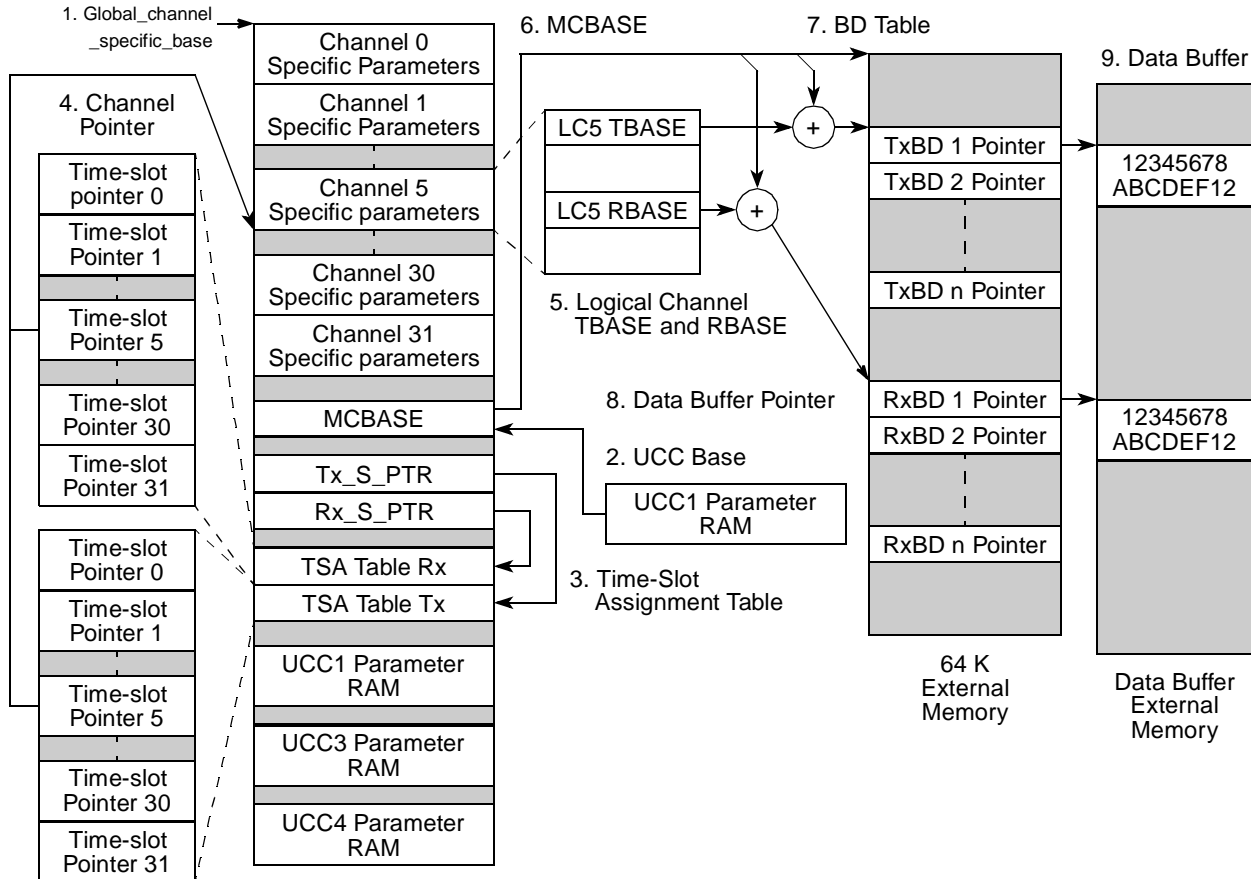 1. Global_channel
_specific_base
4. Channel
Pointer
Time-slot
pointer 0
Time-slot
Pointer 1
Time-slot
Pointer 5
Time-slot
Pointer 30
Time-slot
Pointer 31
Time-slot
Pointer 0
Time-slot
Pointer 1
Time-slot
Pointer 5
Time-slot
Pointer 30
Time-slot
Pointer 31
Channel 0
Specific Parameters
Channel 1
Specific Parameters
Channel 5
Specific parameters
Channel 30
Specific parameters
Channel 31
Specific parameters
MCBASE
Tx_S_PTR
Rx_S_PTR
TSA Table Rx
TSA Table Tx
UCC1 Parameter
RAM
UCC3 Parameter
RAM
UCC4 Parameter
RAM
6. MCBASE
LC5 TBASE
LC5 RBASE
+
+
5. Logical Channel
TBASE and RBASE
8. Data Buffer Pointer
2. UCC Base
UCC1 Parameter
RAM
3. Time-Slot
Assignment Table
7. BD Table
TxBD 1 Pointer
TxBD 2 Pointer
TxBD n Pointer
RxBD 1 Pointer
RxBD 2 Pointer
RxBD n Pointer
64 K
External
Memory
9. Data Buffer
12345678
ABCDEF12
12345678
ABCDEF12
Data Buffer
External
Memory